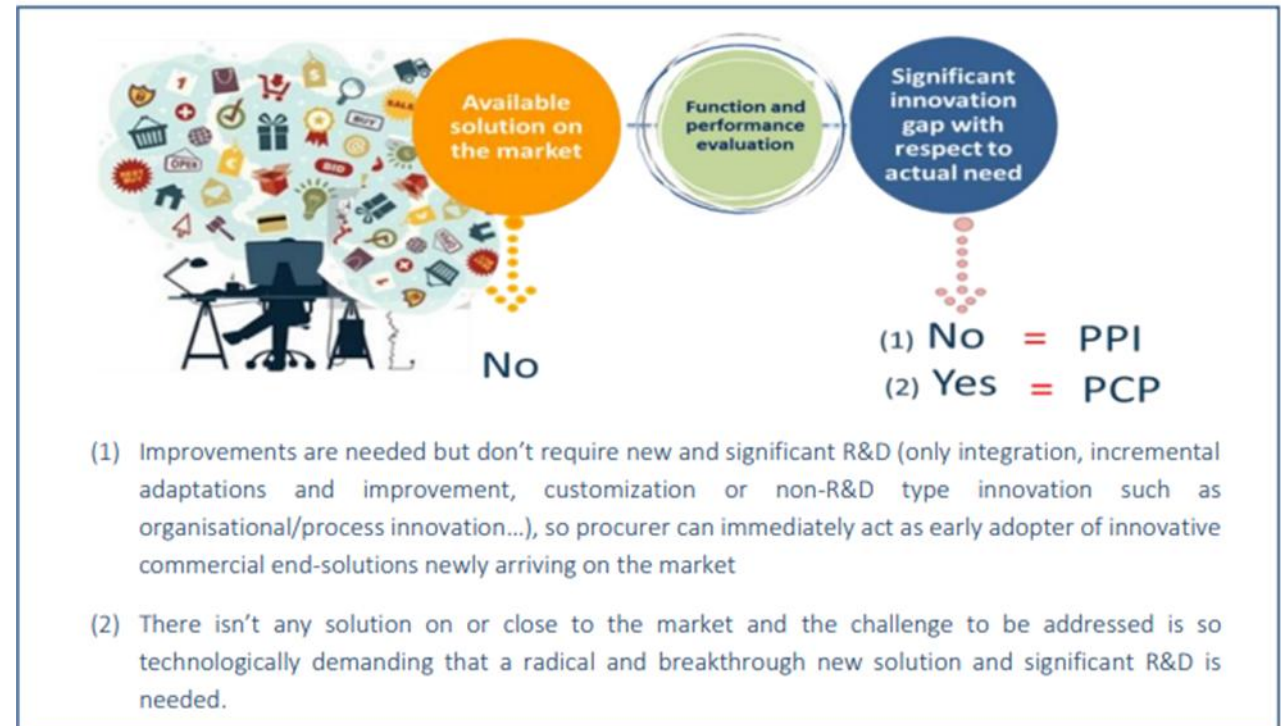 Available
solution on
the market
Function and
performance
evaluation
Significant
innovation
gap with
respect to
actual need
SALE
BUY
OPEN
BID
No
(1) No = PPI
(2) Yes = PCP
(1) Improvements are needed but don’t require new and significant R&D (only integration, incremental
adaptations and improvement, customization or non-R&D type innovation such as
organisational/process innovation…), so procurer can immediately act as early adopter of innovative
commercial end-solutions newly arriving on the market
(2) There isn’t any solution on or close to the market and the challenge to be addressed is so
technologically demanding that a radical and breakthrough new solution and significant R&D is
needed.